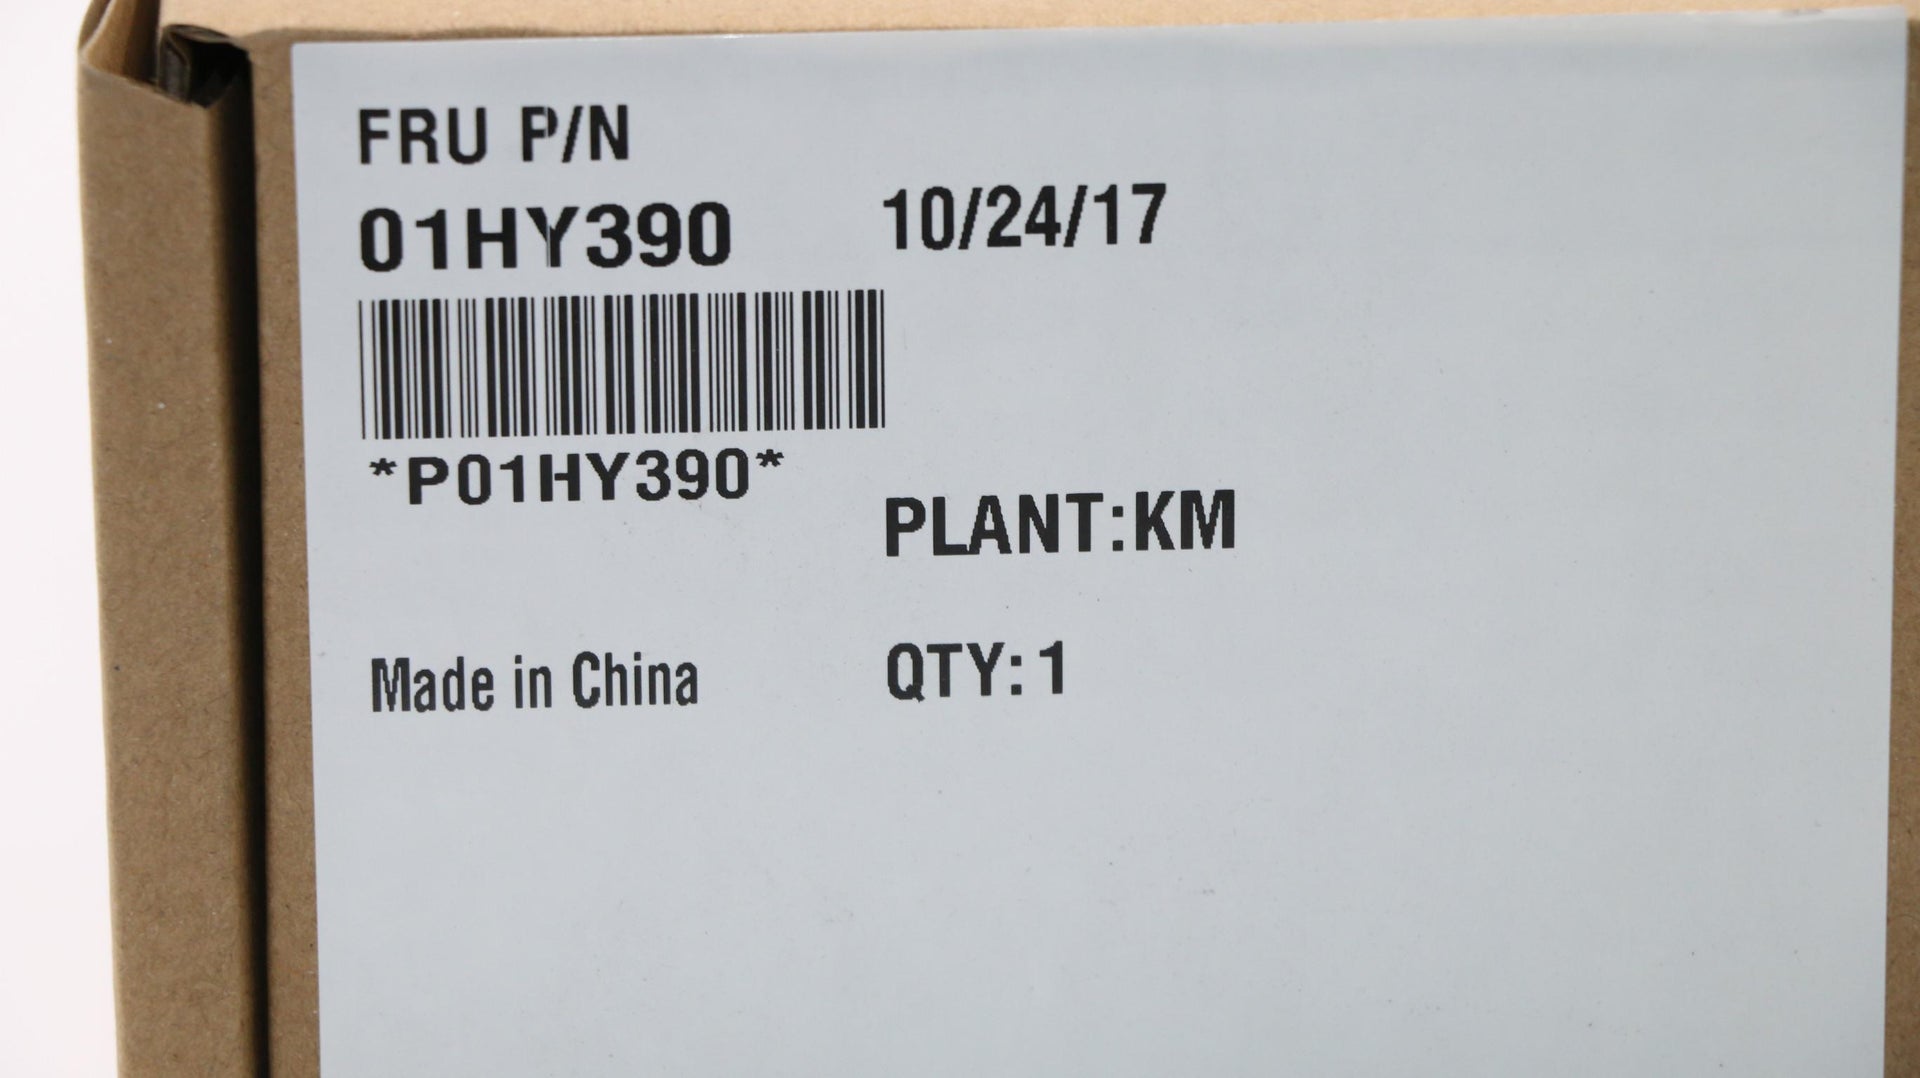 FRU P/N
01HY390 10/24/17
*P01HY390*
PLANT:KM
Made in China QTY: 1